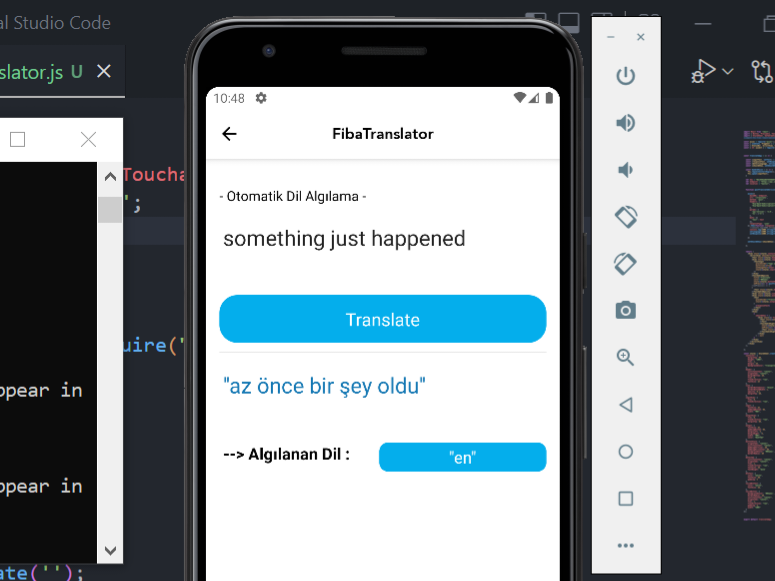 al Studio Code
slator.js U
Toucha
';
uire('
ppear in
ppear in
ate('');
10:48
FibaTranslator
- Otomatik Dil Algılama -
something just happened
Translate
"az önce bir şey oldu"
--> Algılanan Dil :
"en"